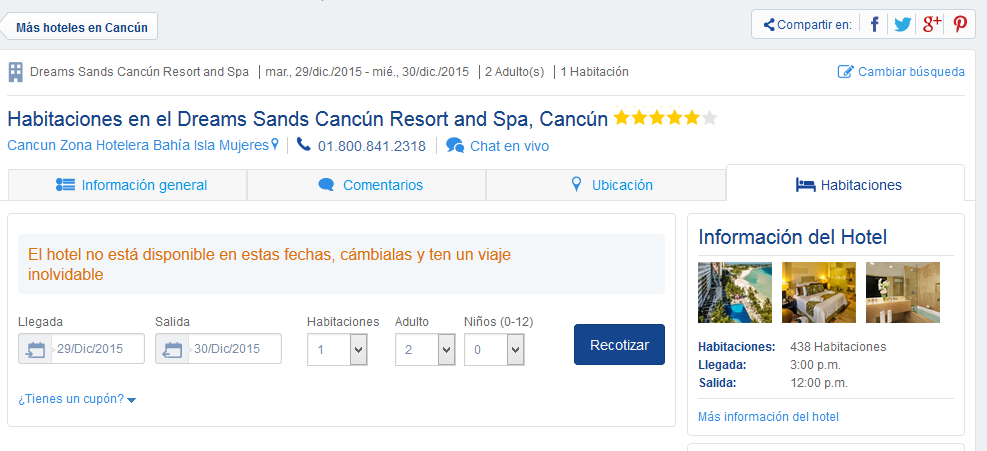 Más hoteles en Cancún
Compartir en:
Dreams Sands Cancún Resort and Spa | mar., 29/dic./2015 - mié., 30/dic./2015 | 2 Adulto(s) | 1 Habitación
Cambiar búsqueda
Habitaciones en el Dreams Sands Cancún Resort and Spa, Cancún
Cancun Zona Hotelera Bahía Isla Mujeres
01.800.841.2318
Chat en vivo
Información general
Comentarios
Ubicación
Habitaciones
El hotel no está disponible en estas fechas, cámbialas y ten un viaje
inolvidable
Llegada
Salida
Habitaciones
Adulto
Niños (0-12)
29/Dic/2015
30/Dic/2015
1
2
0
Recotizar
¿Tienes un cupón?
Información del Hotel
Habitaciones: 438 Habitaciones
Llegada: 3:00 p.m.
Salida: 12:00 p.m.
Más información del hotel